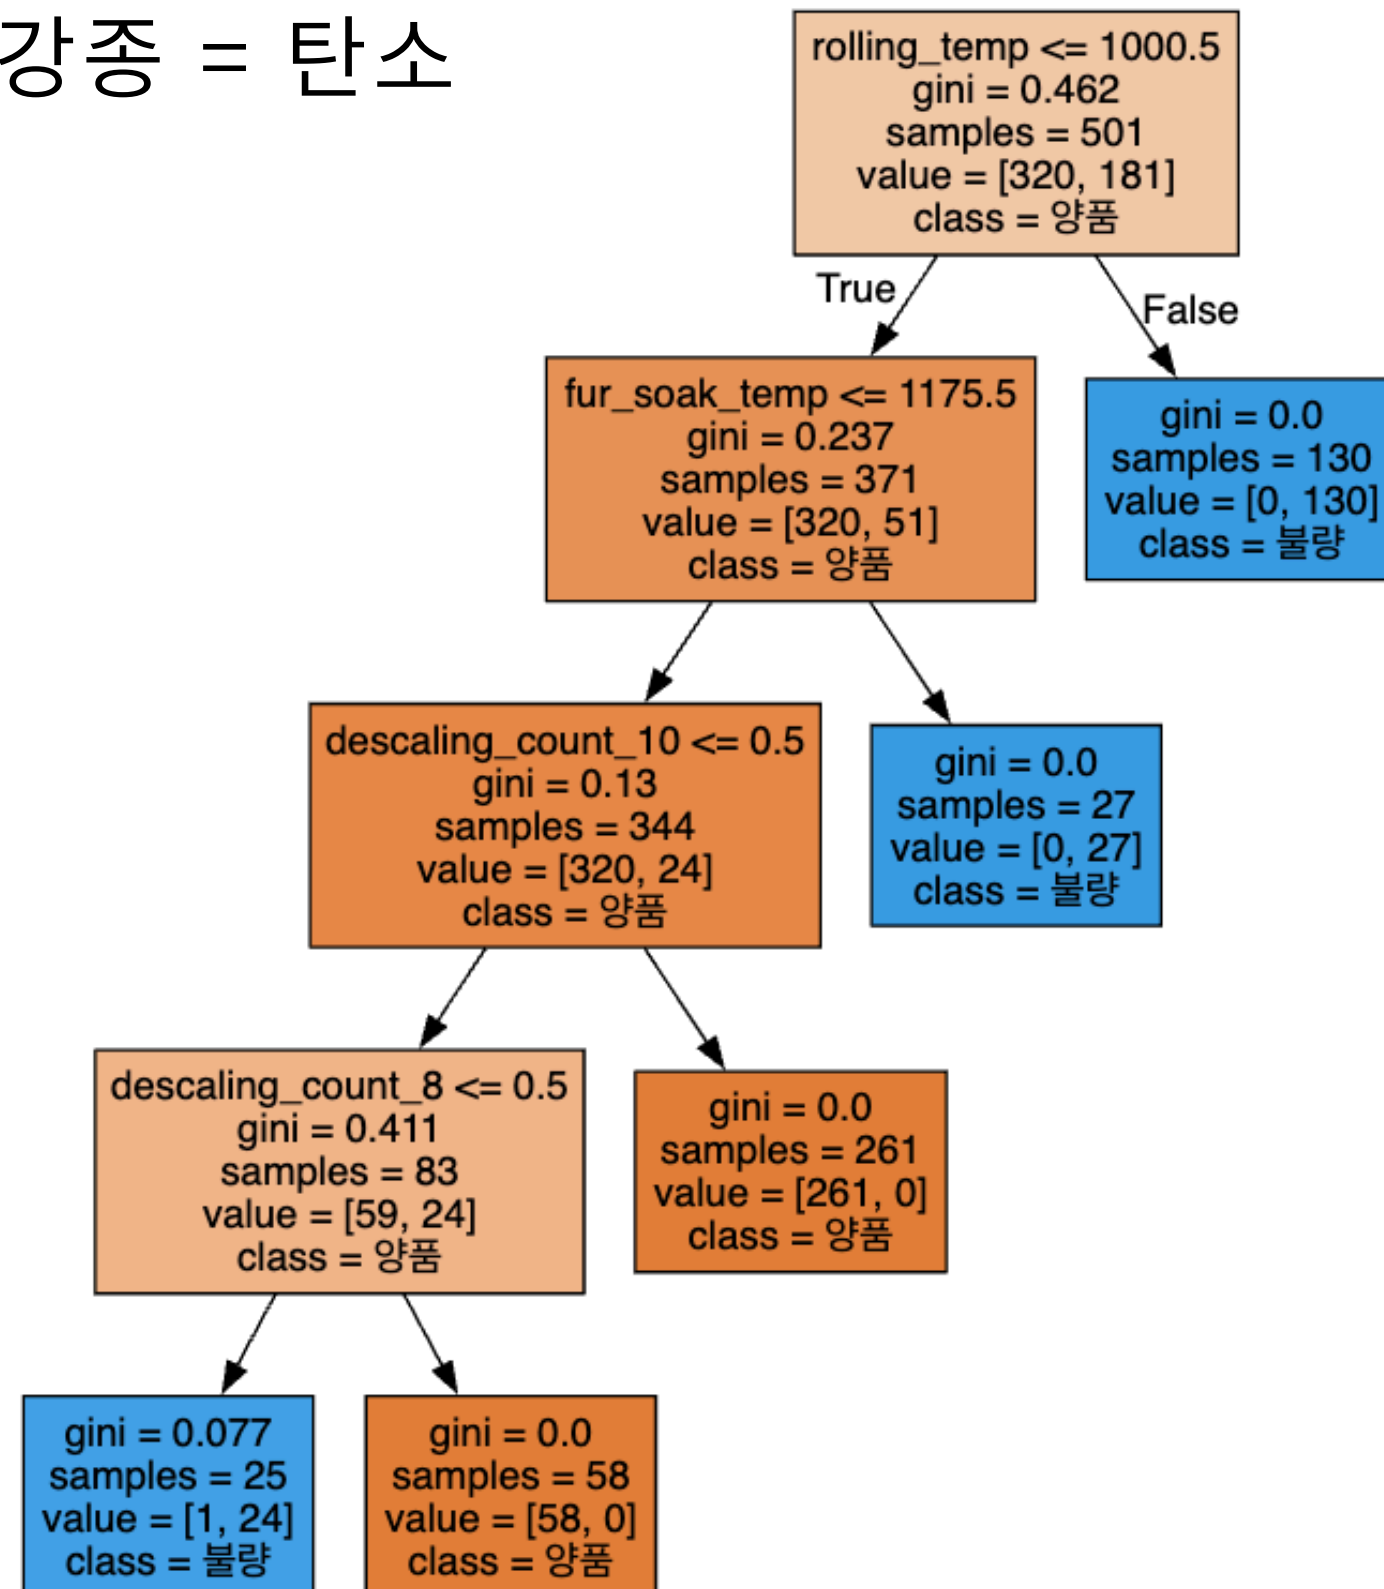 강종 = 탄소
rolling_temp <= 1000.5
gini = 0.462
samples = 501
value = [320, 181]
class = 양품
True
False
fur_soak_temp <= 1175.5
gini = 0.237
samples = 371
value = [320, 51]
class = 양품
gini = 0.0
samples = 130
value = [0, 130]
class = 불량
descaling_count_10 <= 0.5
gini = 0.13
samples = 344
value = [320, 24]
class = 양품
gini = 0.0
samples = 27
value = [0, 27]
class = 불량
descaling_count_8 <= 0.5
gini = 0.411
samples = 83
value = [59, 24]
class = 양품
gini = 0.0
samples = 261
value = [261, 0]
class = 양품
gini = 0.077
samples = 25
value = [1, 24]
class = 불량
gini = 0.0
samples = 58
value = [58, 0]
class = 양품